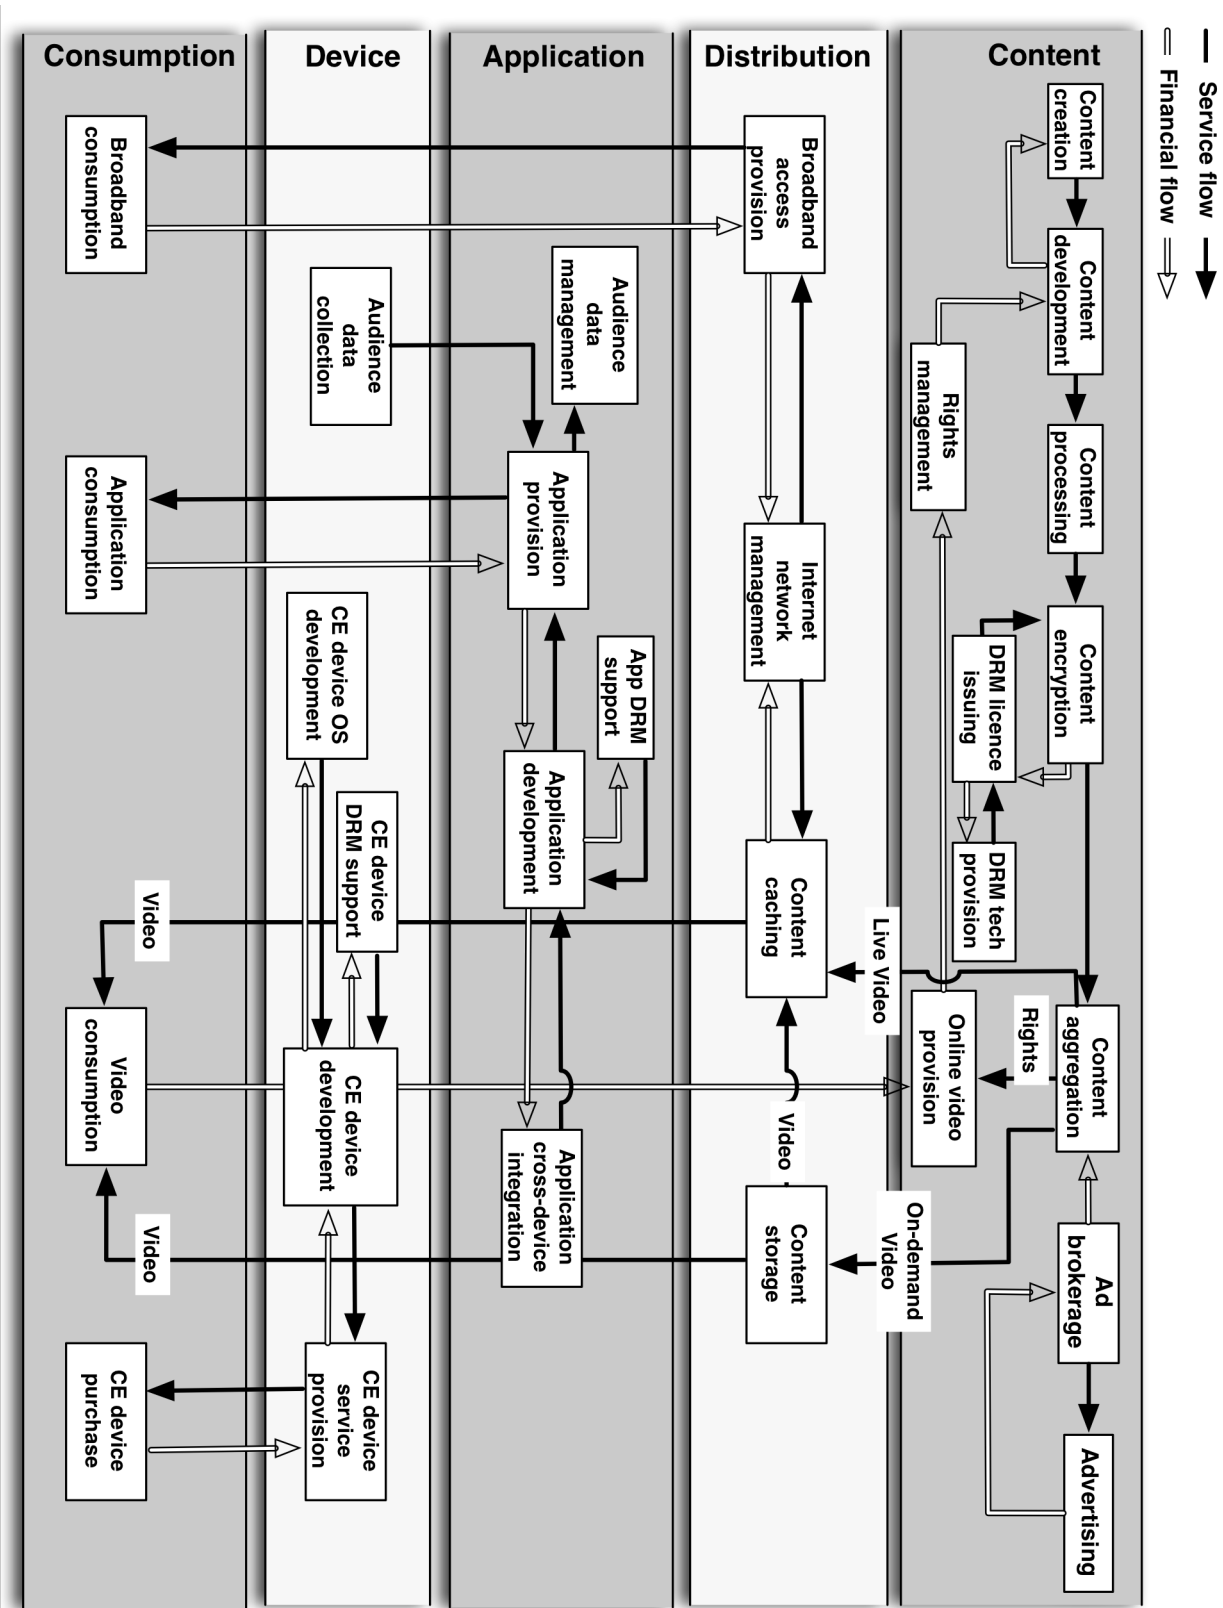 Service flow
Financial flow
Content
Content
creation
Content
development
Content
processing
Content
encryption
Content
aggregation
Ad
brokerage
Advertising
Rights
management
DRM licence
issuing
DRM tech
provision
Rights
Online video
provision
Live Video
On-demand
Video
Distribution
Broadband
access
provision
Internet
network
management
Content
caching
Video
Content
storage
Application
Audience
data
management
Application
provision
App DRM
support
Application
development
Application
cross-device
integration
Device
Audience
data
collection
CE device OS
development
CE device
DRM support
CE device
development
CE device
service
provision
Consumption
Broadband
consumption
Application
consumption
Video
Video
consumption
Video
CE device
purchase